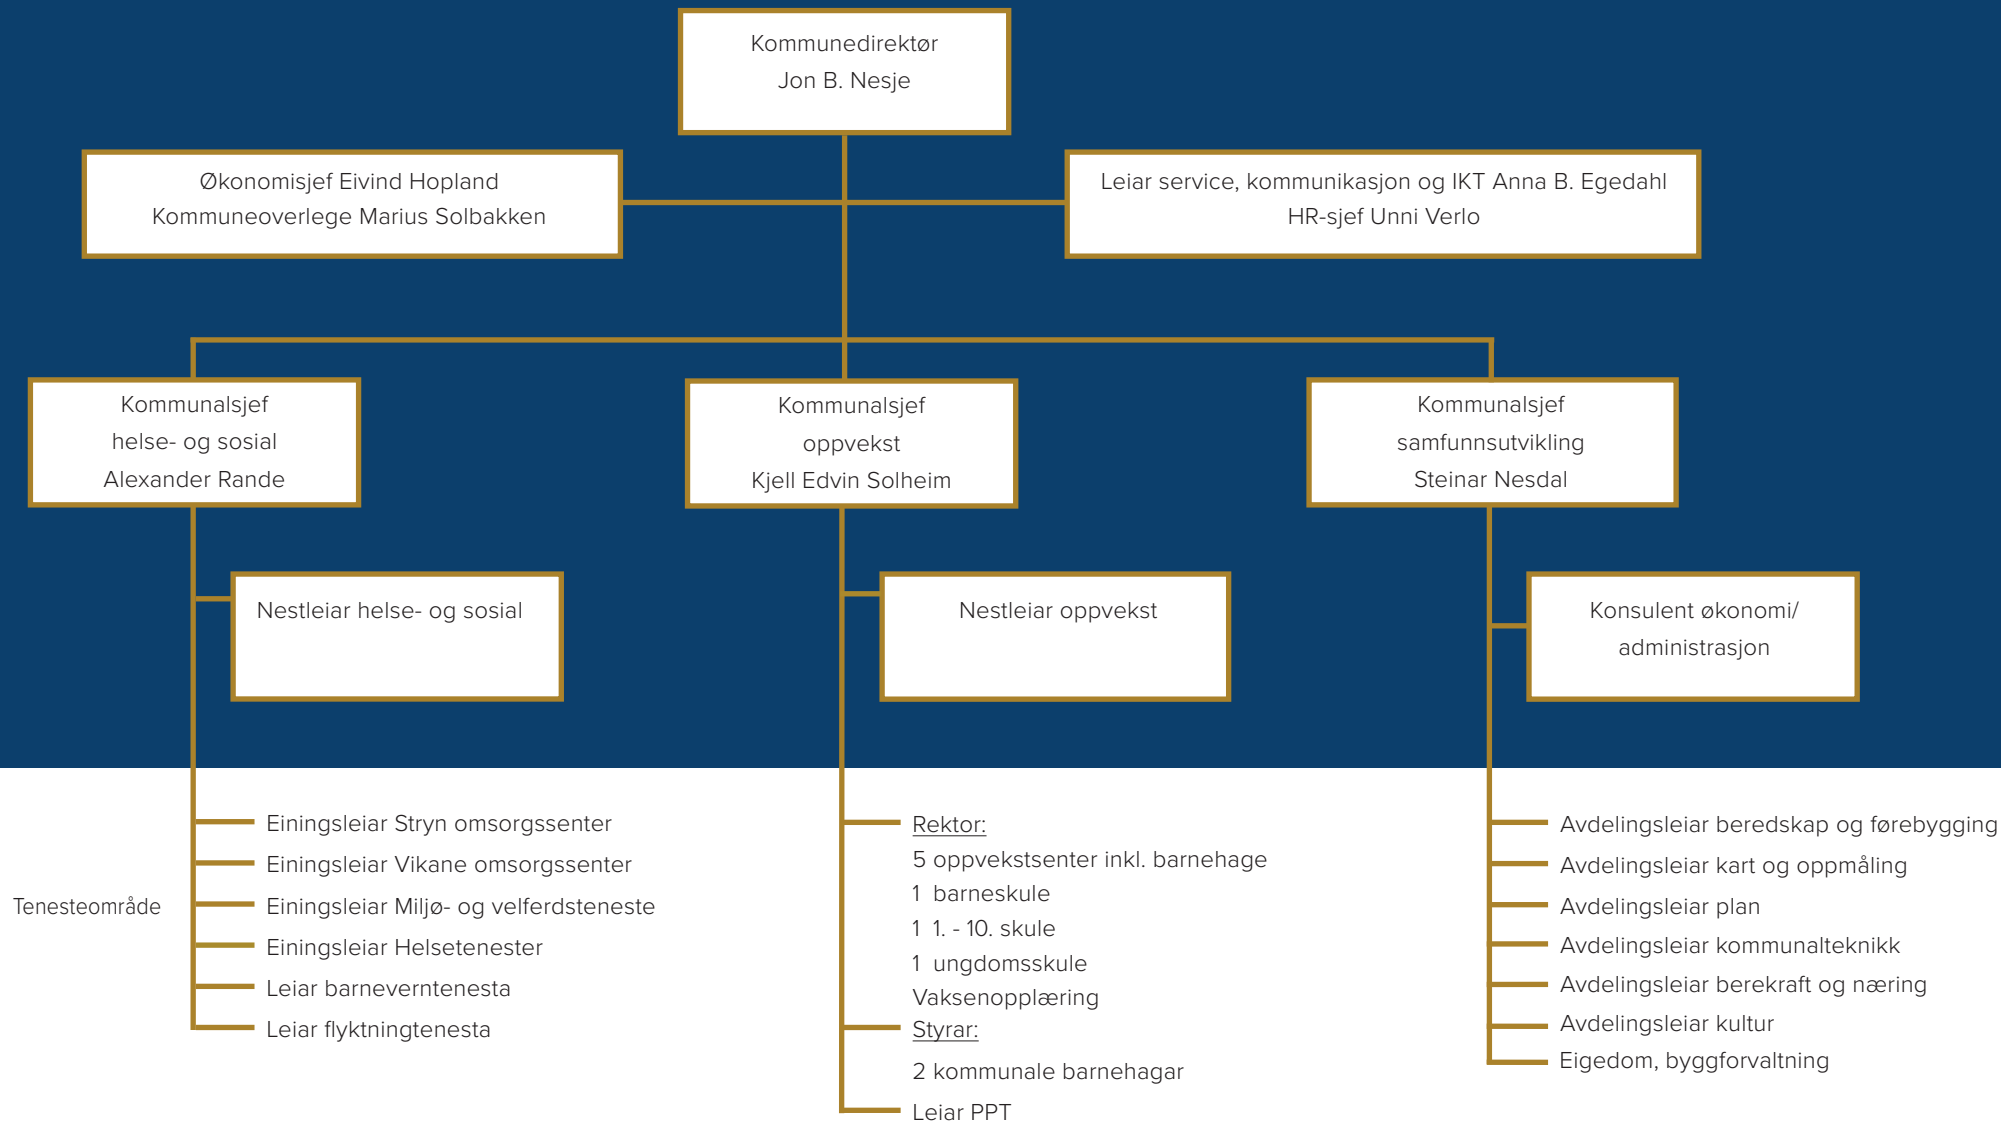 Kommunedirektør
Jon B. Nesje
Økonomisjef Eivind Hopland
Kommuneoverlege Marius Solbakken
Leiar service, kommunikasjon og IKT Anna B. Egedahl
HR-sjef Unni Verlo
Kommunalsjef
helse- og sosial
Alexander Rande
Kommunalsjef
oppvekst
Kjell Edvin Solheim
Kommunalsjef
samfunnsutvikling
Steinar Nesdal
Nestleiar helse- og sosial
Nestleiar oppvekst
Konsulent økonomi/
administrasjon
Tenesteområde
Einingsleiar Stryn omsorgssenter
Einingsleiar Vikane omsorgssenter
Einingsleiar Miljø- og velferdsteneste
Einingsleiar Helsetenester
Leiar barneverntenesta
Leiar flyktningtenesta
Rektor:
5 oppvekstsenter inkl. barnehage
1 barneskule
1 1. - 10. skule
1 ungdomsskule
Vaksenopplæring
Styrar:
2 kommunale barnehagar
Leiar PPT
Avdelingsleiar beredskap og førebygging
Avdelingsleiar kart og oppmåling
Avdelingsleiar plan
Avdelingsleiar kommunalteknikk
Avdelingsleiar berekraft og næring
Avdelingsleiar kultur
Eigedom, byggforvaltning